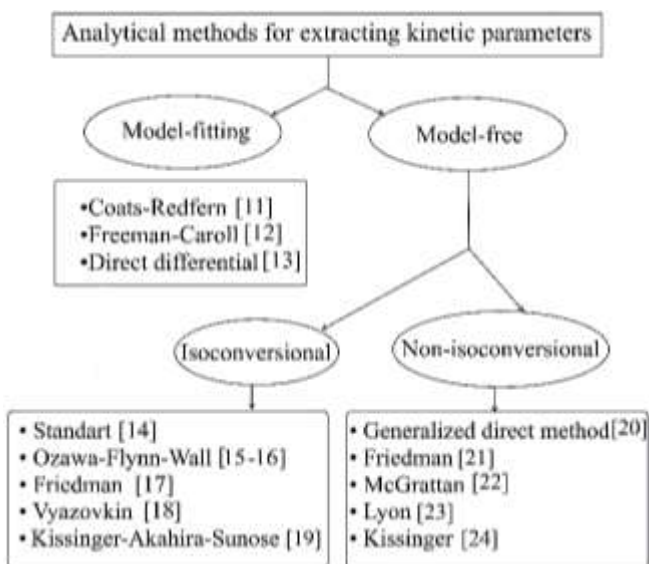 Analytical methods for extracting kinetic parameters
Model-fitting
Model-free
•Coats-Redfern [11]
•Freeman-Caroll [12]
•Direct differential [13]
Isoconversional
Non-isoconversional
• Standart [14]
• Ozawa-Flynn-Wall [15-16]
• Friedman [17]
• Vyazovkin [18]
• Kissinger-Akahira-Sunose [19]
• Generalized direct method[20]
• Friedman [21]
• McGrattan [22]
• Lyon [23]
• Kissinger [24]